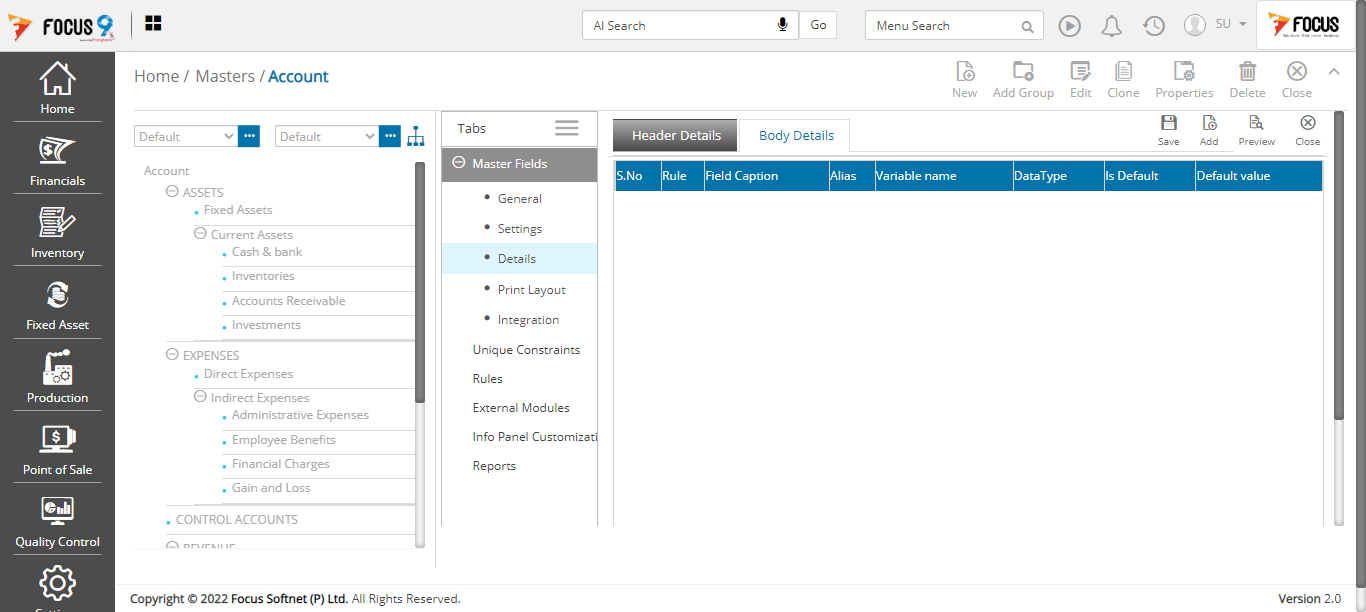 FOCUS 9
AI Search
Go
Menu Search
SU
FOCUS
Home / Masters / Account
New
Add Group
Edit
Clone
Properties
Delete
Close
Home
Financials
Inventory
Fixed Asset
Production
Point of Sale
Quality Control
Default
Default
Account
ASSETS
Fixed Assets
Current Assets
Cash & bank
Inventories
Accounts Receivable
Investments
EXPENSES
Direct Expenses
Indirect Expenses
Administrative Expenses
Employee Benefits
Financial Charges
Gain and Loss
CONTROL ACCOUNTS
REVENUE
Tabs
Master Fields
General
Settings
Details
Print Layout
Integration
Unique Constraints
Rules
External Modules
Info Panel Customizati
Reports
Header Details
Body Details
Save
Add
Preview
Close
S.No Rule Field Caption Alias Variable name DataType Is Default Default value
Copyright © 2022 Focus Softnet (P) Ltd. All Rights Reserved.
Version 2.0